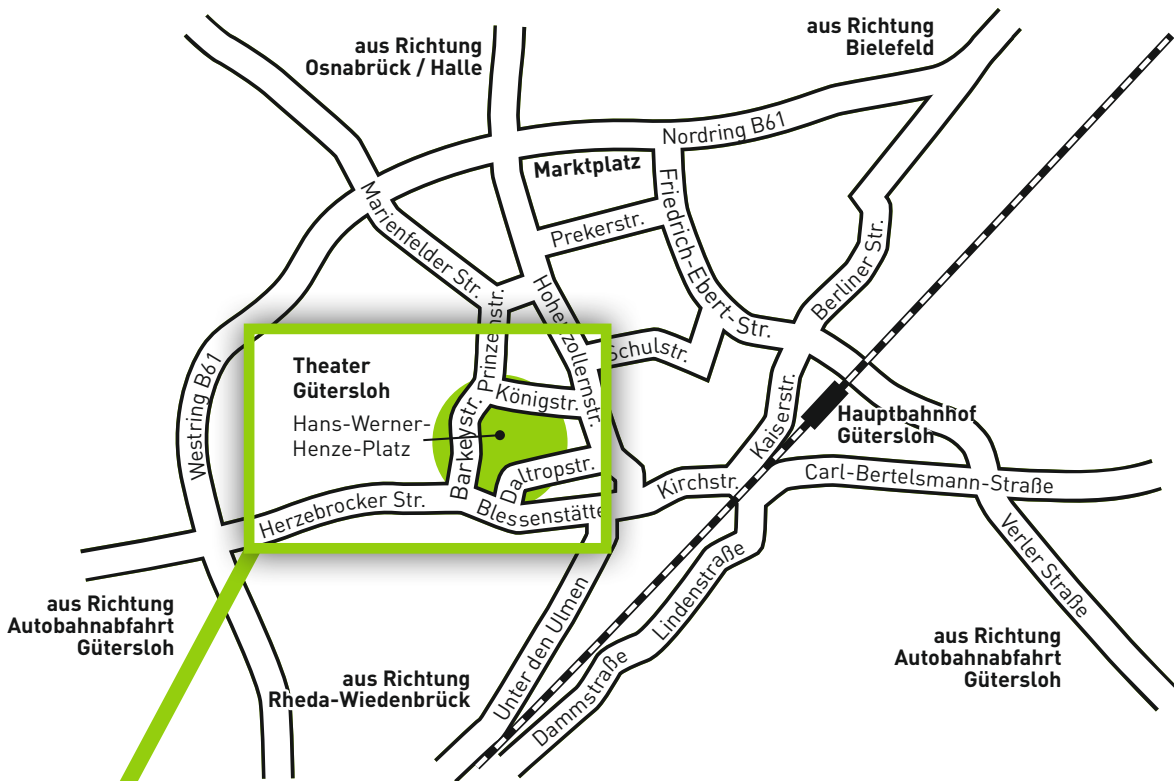 aus Richtung
Osnabrück / Halle
aus Richtung
Bielefeld
Nordring B61
Marktplatz
Marienfelder Str.
Friedrich-Ebert-Str.
Prekerstr.
Berliner Str.
Hohenzollernstr.
Prinzenstr.
Schulstr.
Westring B61
Theater
Gütersloh
Hans-Werner-
Henze-Platz
Königstr.
Barkeystr.
Kaiserstr.
Hauptbahnhof
Gütersloh
Daltropstr.
Kirchstr.
Carl-Bertelsmann-Straße
Herzebrocker Str.
Blessenstätte
Verler Straße
Lindenstraße
Unter den Ulmen
Dammstraße
aus Richtung
Autobahnabfahrt
Gütersloh
aus Richtung
Rheda-Wiedenbrück
aus Richtung
Autobahnabfahrt
Gütersloh